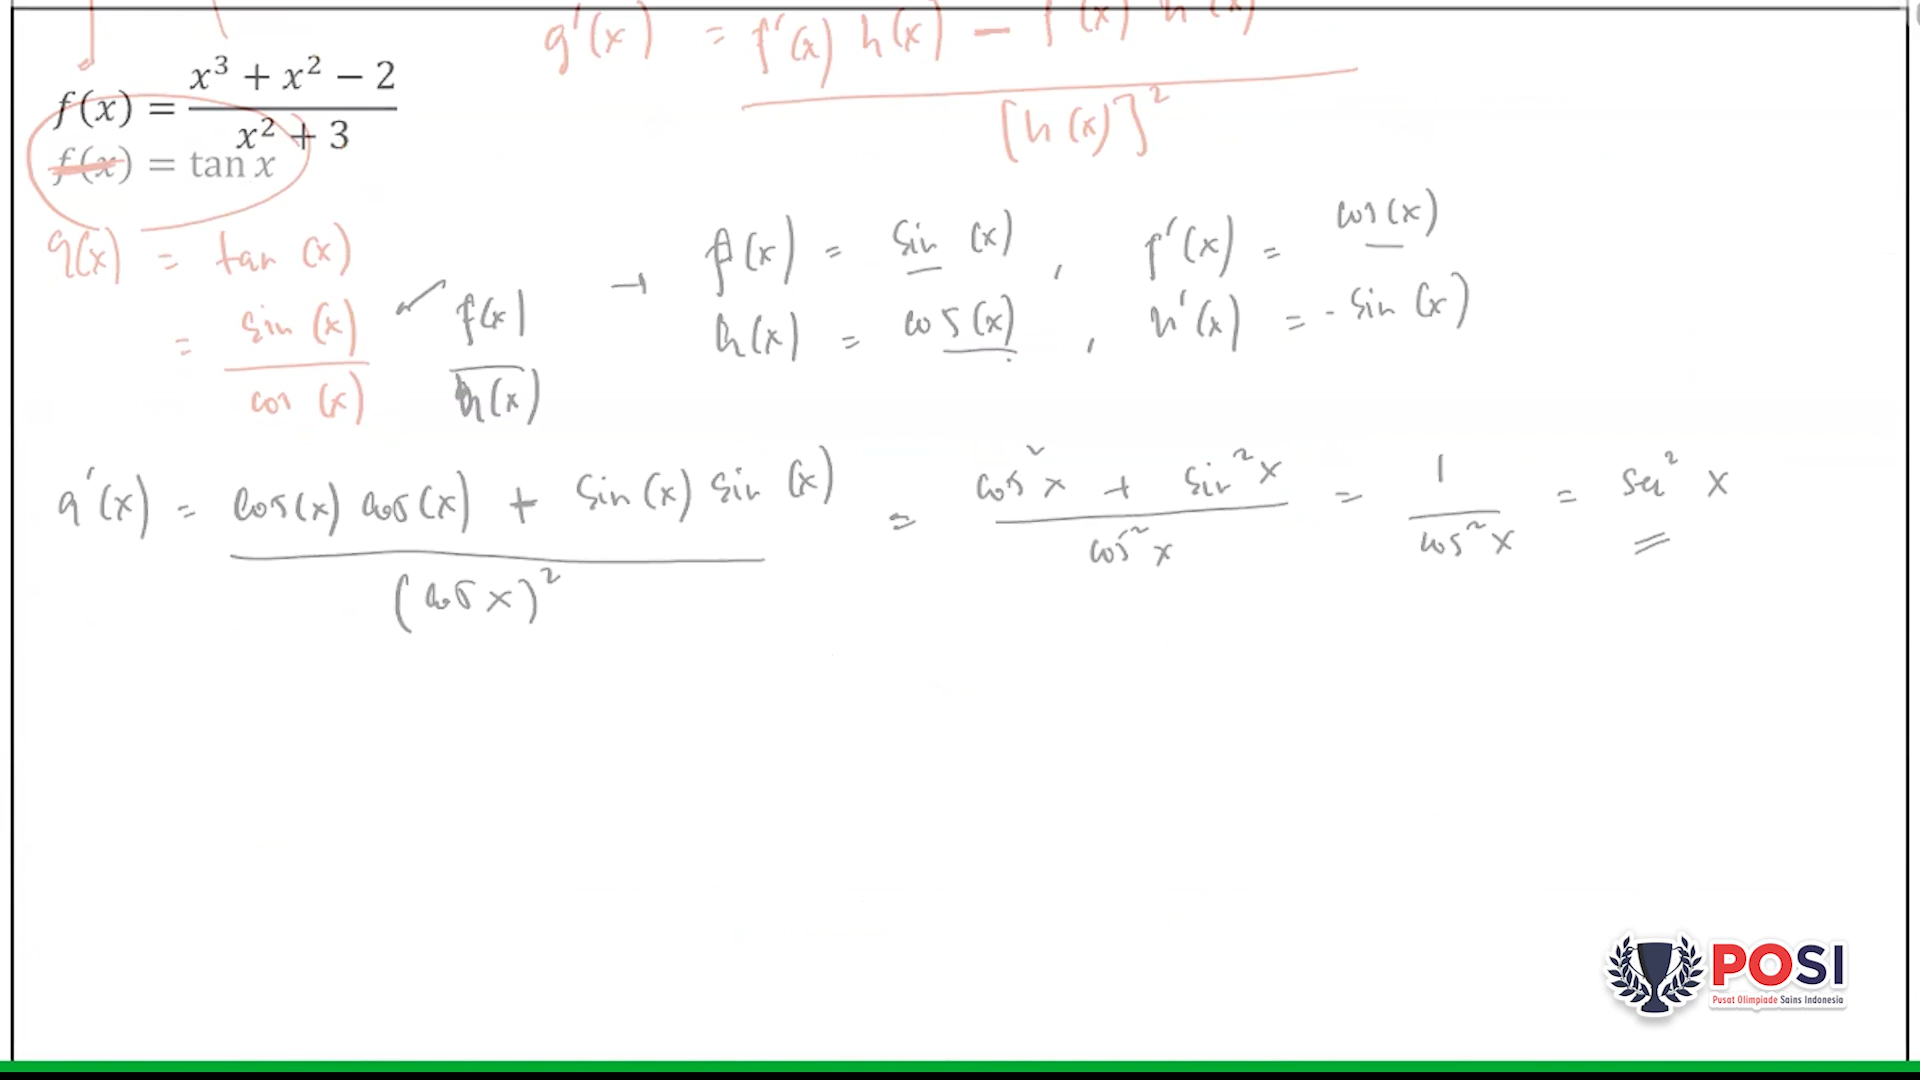 g'(x) = f'(x) h(x) - f(x) h'(x)
[h(x)]²
f(x) = x³ + x² − 2
x² + 3
f(x) = tan x
g(x) = tan (x)
= sin (x)
cos (x)
f(x)
h(x)
→ f(x) = sin (x) , f'(x) = cos(x)
h(x) = cos(x) , h'(x) = - sin (x)
g'(x) = cos(x) cos(x) + sin(x) sin (x) = cos² x + sin² x = 1 = sec² x
(cos x)² cos² x cos² x
POSI
Pusat Olimpiade Sains Indonesia